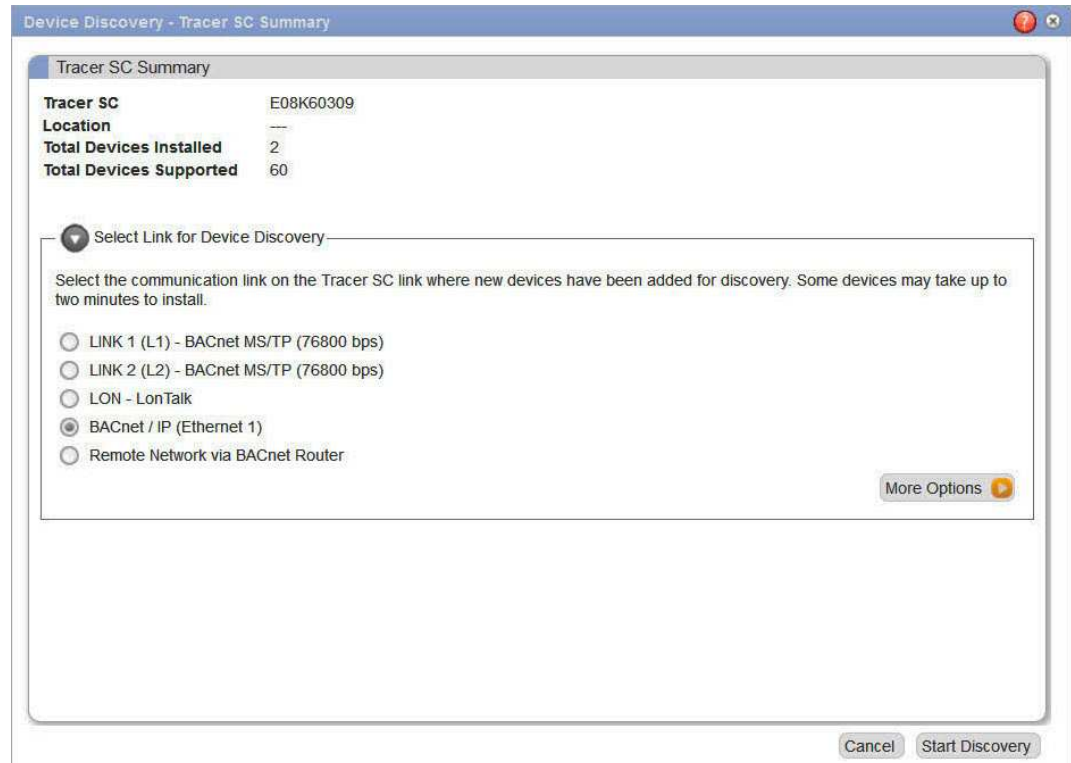 Device Discovery - Tracer SC Summary
?
Tracer SC Summary
Tracer SC E08K60309
Location ---
Total Devices Installed 2
Total Devices Supported 60
Select Link for Device Discovery
Select the communication link on the Tracer SC link where new devices have been added for discovery. Some devices may take up to
two minutes to install.
LINK 1 (L1) - BACnet MS/TP (76800 bps)
LINK 2 (L2) - BACnet MS/TP (76800 bps)
LON - LonTalk
BACnet / IP (Ethernet 1)
Remote Network via BACnet Router
More Options
Cancel Start Discovery